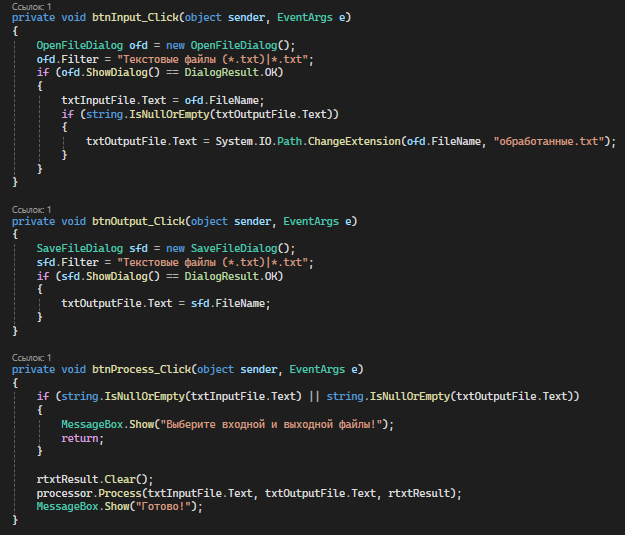 Ссылок: 1
private void btnInput_Click(object sender, EventArgs e)
{
OpenFileDialog ofd = new OpenFileDialog();
ofd.Filter = "Текстовые файлы (*.txt)|*.txt";
if (ofd.ShowDialog() == DialogResult.OK)
{
txtInputFile.Text = ofd.FileName;
if (string.IsNullOrEmpty(txtOutputFile.Text))
{
txtOutputFile.Text = System.IO.Path.ChangeExtension(ofd.FileName, "обработанные.txt");
}
}
}
Ссылок: 1
private void btnOutput_Click(object sender, EventArgs e)
{
SaveFileDialog sfd = new SaveFileDialog();
sfd.Filter = "Текстовые файлы (*.txt)|*.txt";
if (sfd.ShowDialog() == DialogResult.OK)
{
txtOutputFile.Text = sfd.FileName;
}
}
Ссылок: 1
private void btnProcess_Click(object sender, EventArgs e)
{
if (string.IsNullOrEmpty(txtInputFile.Text) || string.IsNullOrEmpty(txtOutputFile.Text))
{
MessageBox.Show("Выберите входной и выходной файлы!");
return;
}
rtxtResult.Clear();
processor.Process(txtInputFile.Text, txtOutputFile.Text, rtxtResult);
MessageBox.Show("Готово!");
}